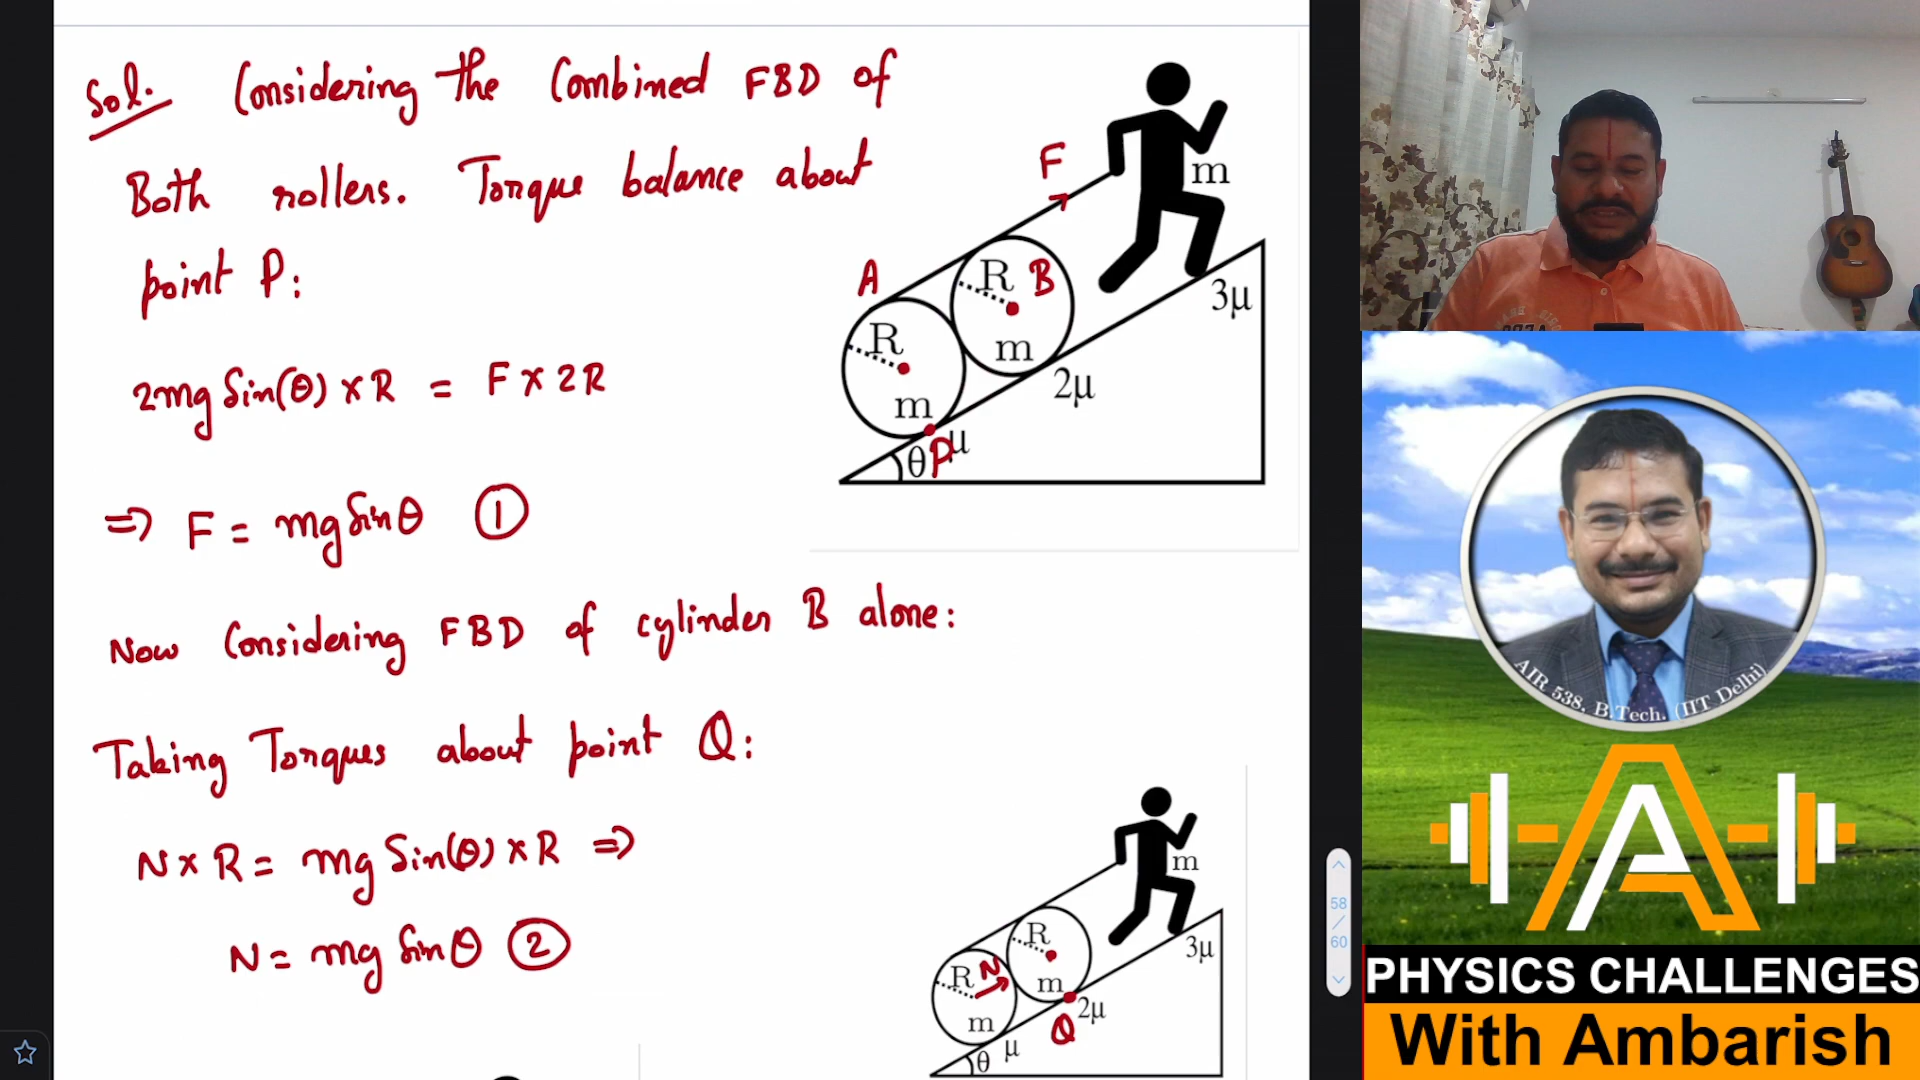 Sol. Considering the Combined FBD of
Both rollers. Torque balance about
point P:
2mg Sin(θ) × R = F × 2R
⇒ F = mg Sinθ ①
Now Considering FBD of cylinder B alone:
Taking Torques about point Q:
N × R = mg Sin(θ) × R ⇒
N = mg Sinθ ②
F
m
A
R B
R
m
3μ
2μ
m
μ
θ P
m
R
3μ
R N
m
2μ
Q
m
μ
θ
58
/
60
AIR 538, B.Tech. (IIT Delhi)
A
PHYSICS CHALLENGES
With Ambarish